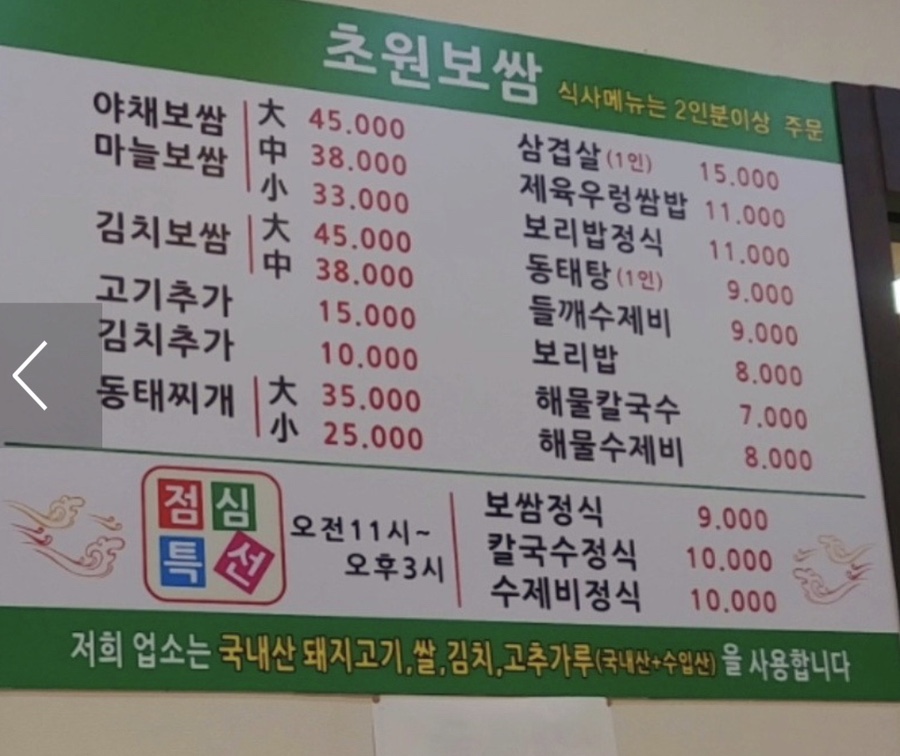 초원보쌈 식사메뉴는 2인분이상 주문
야채보쌈 大 45.000
마늘보쌈 中 38.000
小 33.000
김치보쌈 大 45.000
中 38.000
고기추가 15.000
김치추가 10.000
동태찌개 大 35.000
小 25.000
삼겹살(1인) 15.000
제육우렁쌈밥 11.000
보리밥정식 11.000
동태탕(1인) 9.000
들깨수제비 9.000
보리밥 8.000
해물칼국수 7.000
해물수제비 8.000
점심
특선
오전11시~
오후3시
보쌈정식 9.000
칼국수정식 10.000
수제비정식 10.000
저희 업소는 국내산 돼지고기,쌀,김치,고추가루(국내산+수입산) 을 사용합니다